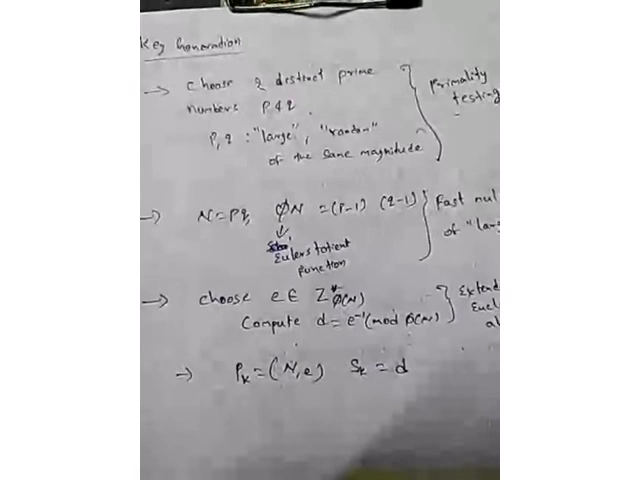 Key Generation
→ choose 2 distinct prime
numbers p & q.
Primality
testing
p, q : "large", "random"
of the same magnitude
→ N = pq, ϕN = (p-1) (q-1)
Fast mul
of "larg
↓
Eulers totient
function
→ choose e ∈ Z*ϕ(N)
Compute d = e⁻¹ (mod ϕ(N))
Extend
Eucl
al
→ Pk = (N, e) Sk = d